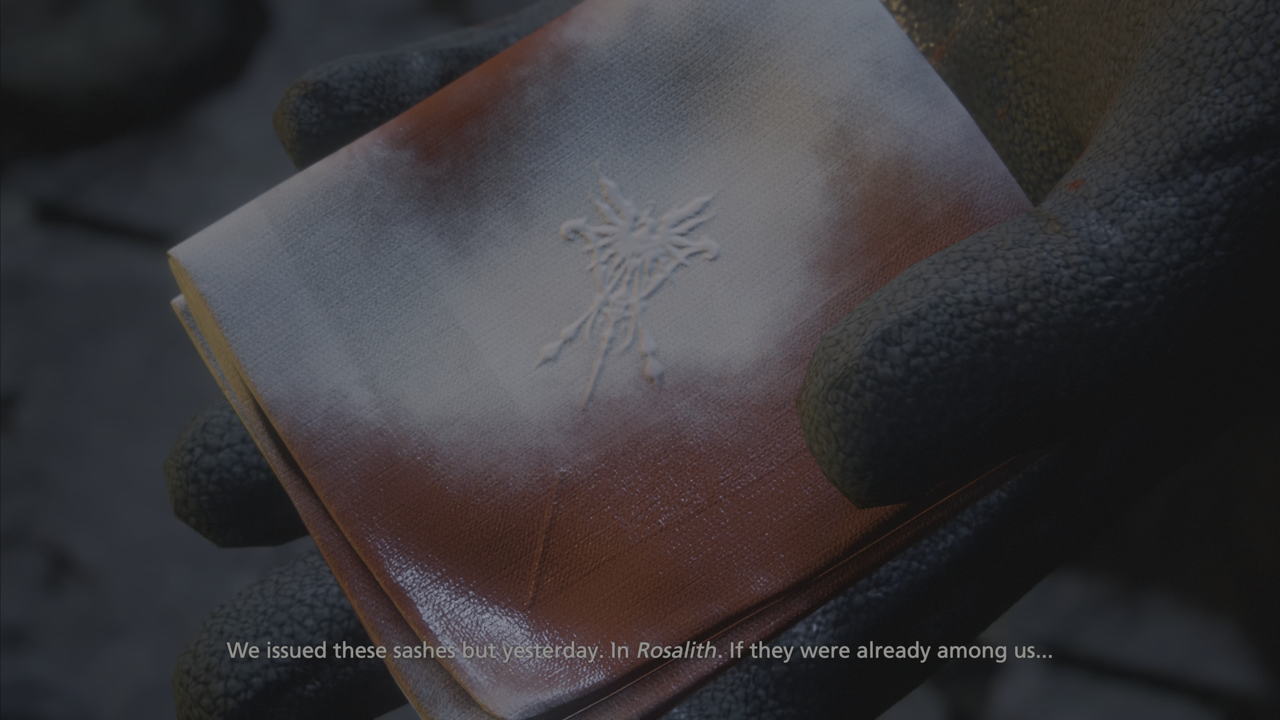 We issued these sashes but yesterday. In Rosalith. If they were already among us...